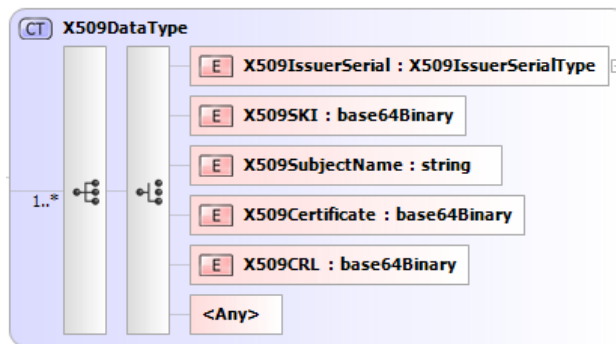 CT X509DataType
E X509IssuerSerial : X509IssuerSerialType
E X509SKI : base64Binary
E X509SubjectName : string
1..*
E X509Certificate : base64Binary
E X509CRL : base64Binary
<Any>